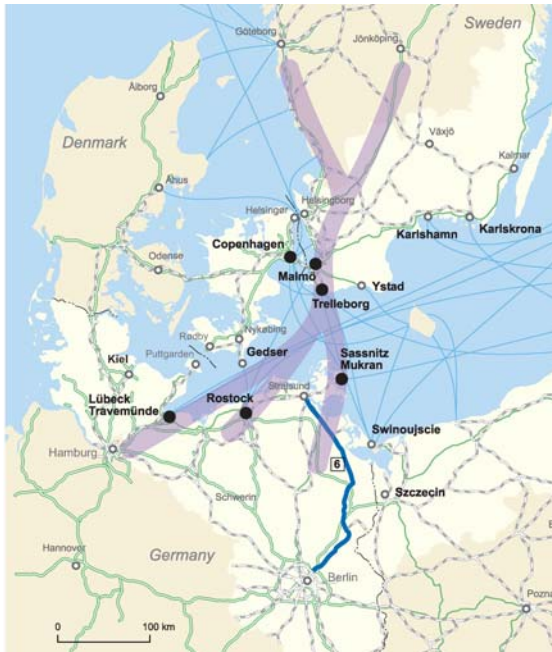 Göteborg
Jönköping
Sweden
Ålborg
Växjö
Denmark
Kalmar
Århus
Helsingør
Helsingborg
Karlshamn
Karlskrona
Copenhagen
Odense
Malmö
Ystad
Trelleborg
Nykøbing
Rødby
Gedser
Sassnitz
Mukran
Puttgarden
Kiel
Lübeck
Travemünde
Rostock
Stralsund
Swinoujscie
Hamburg
6
Szczecin
Schwerin
Hannover
Germany
Berlin
0
100 km